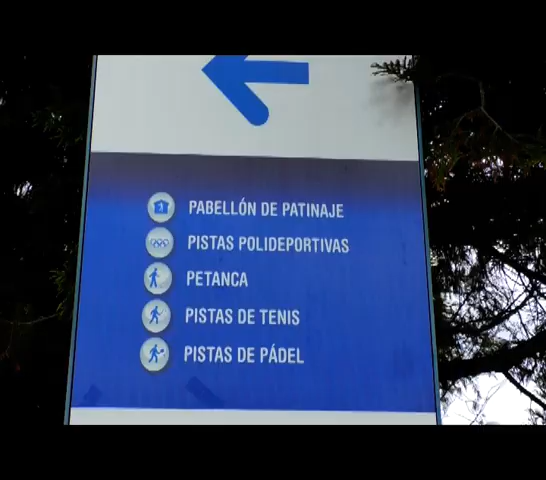 PABELLÓN DE PATINAJE
PISTAS POLIDEPORTIVAS
PETANCA
PISTAS DE TENIS
PISTAS DE PÁDEL